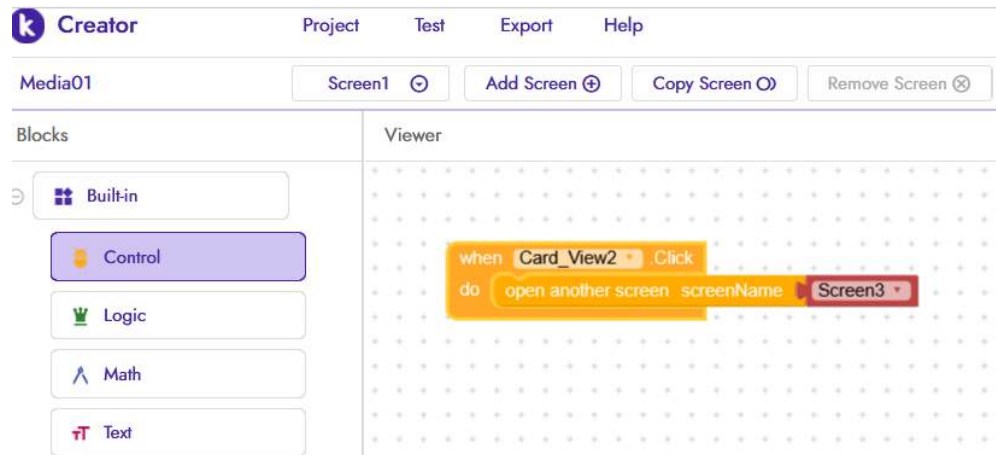 k Creator Project Test Export Help
Media01 Screen1 Add Screen Copy Screen Remove Screen
Blocks Viewer
Built-in
Control
Logic
Math
TT Text
when Card_View2 .Click
do open another screen screenName Screen3